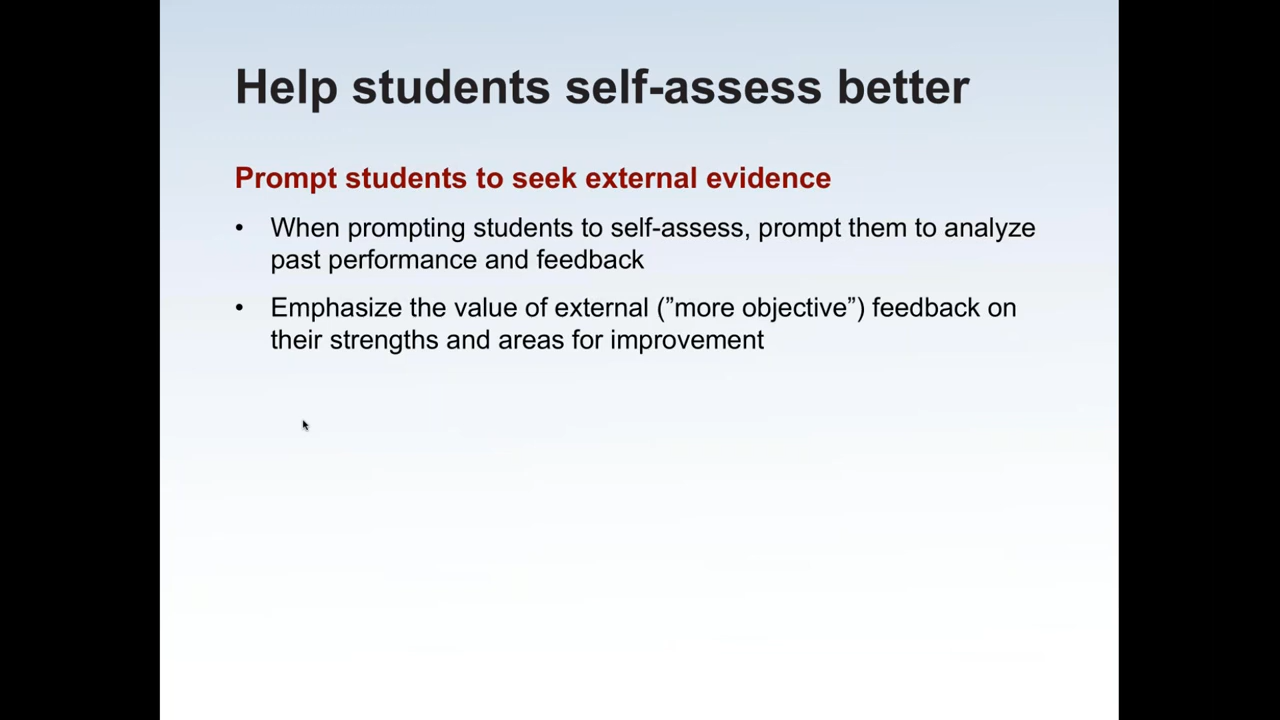 Help students self-assess better
Prompt students to seek external evidence
• When prompting students to self-assess, prompt them to analyze
past performance and feedback
• Emphasize the value of external (”more objective”) feedback on
their strengths and areas for improvement